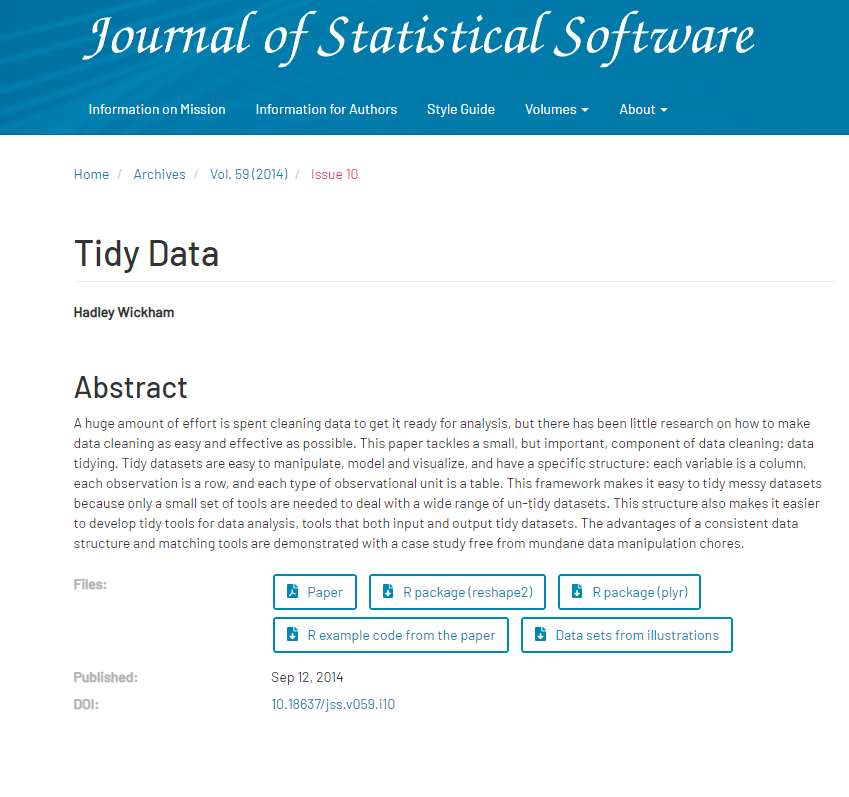 Journal of Statistical Software
Information on Mission Information for Authors Style Guide Volumes About
Home / Archives / Vol. 59 (2014) / Issue 10
Tidy Data
Hadley Wickham
Abstract
A huge amount of effort is spent cleaning data to get it ready for analysis, but there has been little research on how to make
data cleaning as easy and effective as possible. This paper tackles a small, but important, component of data cleaning: data
tidying. Tidy datasets are easy to manipulate, model and visualize, and have a specific structure: each variable is a column,
each observation is a row, and each type of observational unit is a table. This framework makes it easy to tidy messy datasets
because only a small set of tools are needed to deal with a wide range of un-tidy datasets. This structure also makes it easier
to develop tidy tools for data analysis, tools that both input and output tidy datasets. The advantages of a consistent data
structure and matching tools are demonstrated with a case study free from mundane data manipulation chores.
Files: Paper R package (reshape2) R package (plyr)
R example code from the paper Data sets from illustrations
Published: Sep 12, 2014
DOI: 10.18637/jss.v059.i10